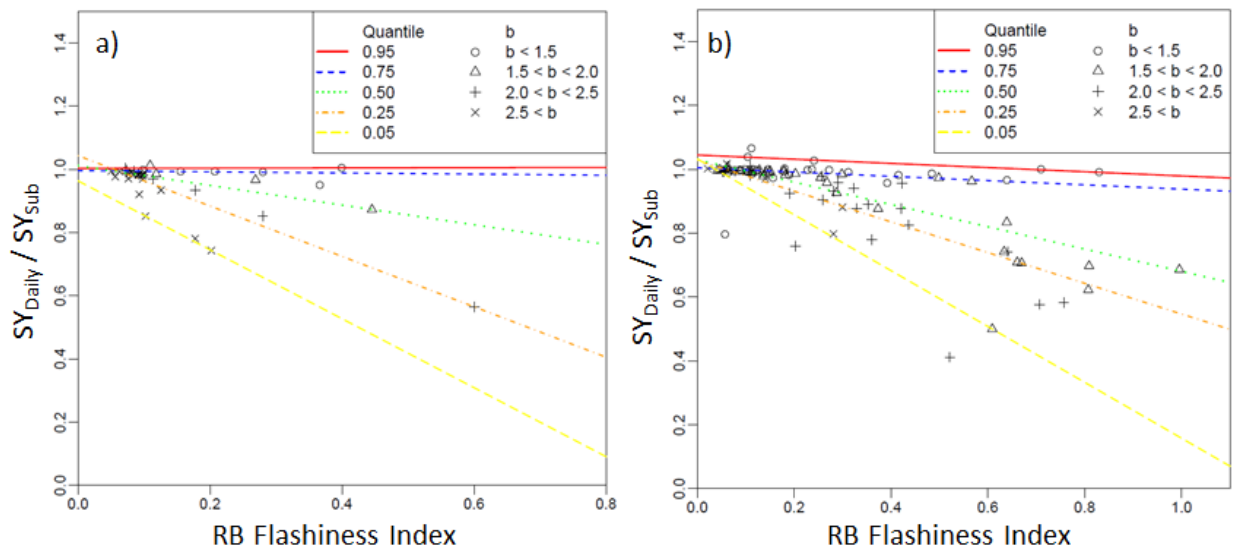 a)
Quantile b
0.95 b < 1.5
0.75 1.5 < b < 2.0
0.50 2.0 < b < 2.5
0.25 2.5 < b
0.05
1.4
1.2
1.0
0.8
0.6
0.4
0.2
0.0
SYDaily / SYSub
0.0 0.2 0.4 0.6 0.8
RB Flashiness Index
b)
Quantile b
0.95 b < 1.5
0.75 1.5 < b < 2.0
0.50 2.0 < b < 2.5
0.25 2.5 < b
0.05
1.4
1.2
1.0
0.8
0.6
0.4
0.2
0.0
SYDaily / SYSub
0.0 0.2 0.4 0.6 0.8 1.0
RB Flashiness Index